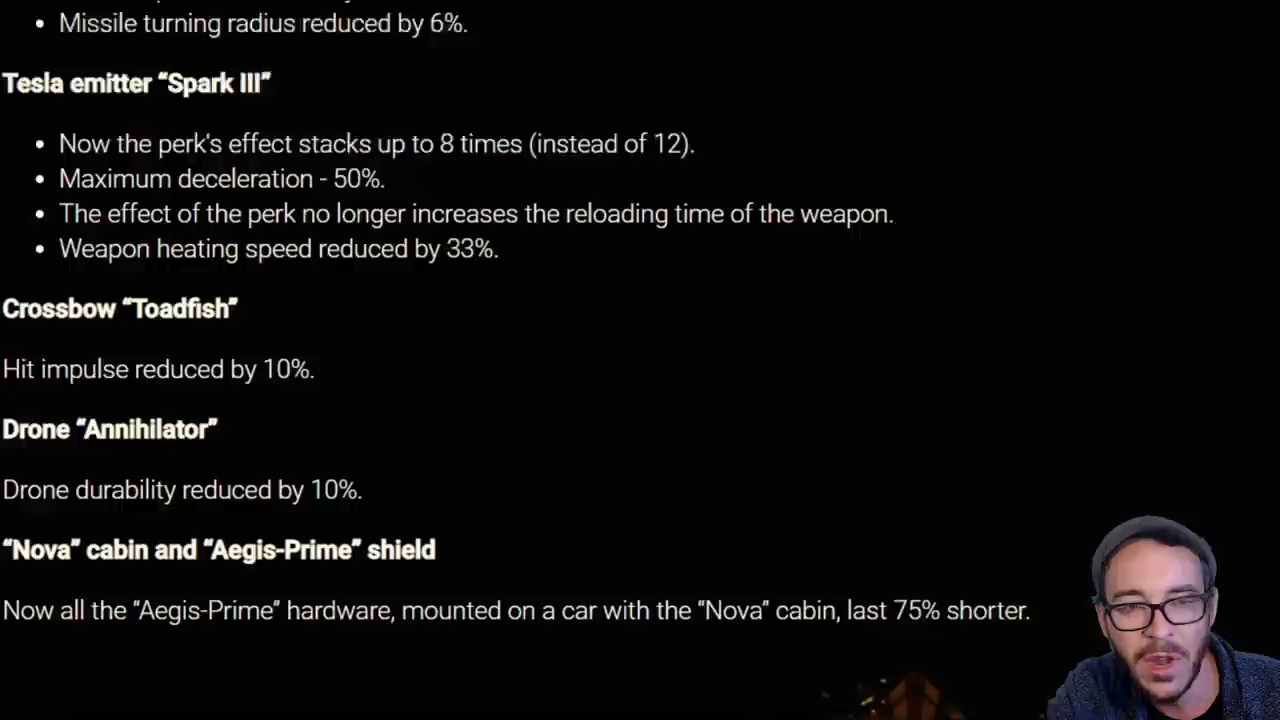 • Missile turning radius reduced by 6%.
Tesla emitter “Spark III”
• Now the perk's effect stacks up to 8 times (instead of 12).
• Maximum deceleration - 50%.
• The effect of the perk no longer increases the reloading time of the weapon.
• Weapon heating speed reduced by 33%.
Crossbow “Toadfish”
Hit impulse reduced by 10%.
Drone “Annihilator”
Drone durability reduced by 10%.
“Nova” cabin and “Aegis-Prime” shield
Now all the “Aegis-Prime” hardware, mounted on a car with the “Nova” cabin, last 75% shorter.